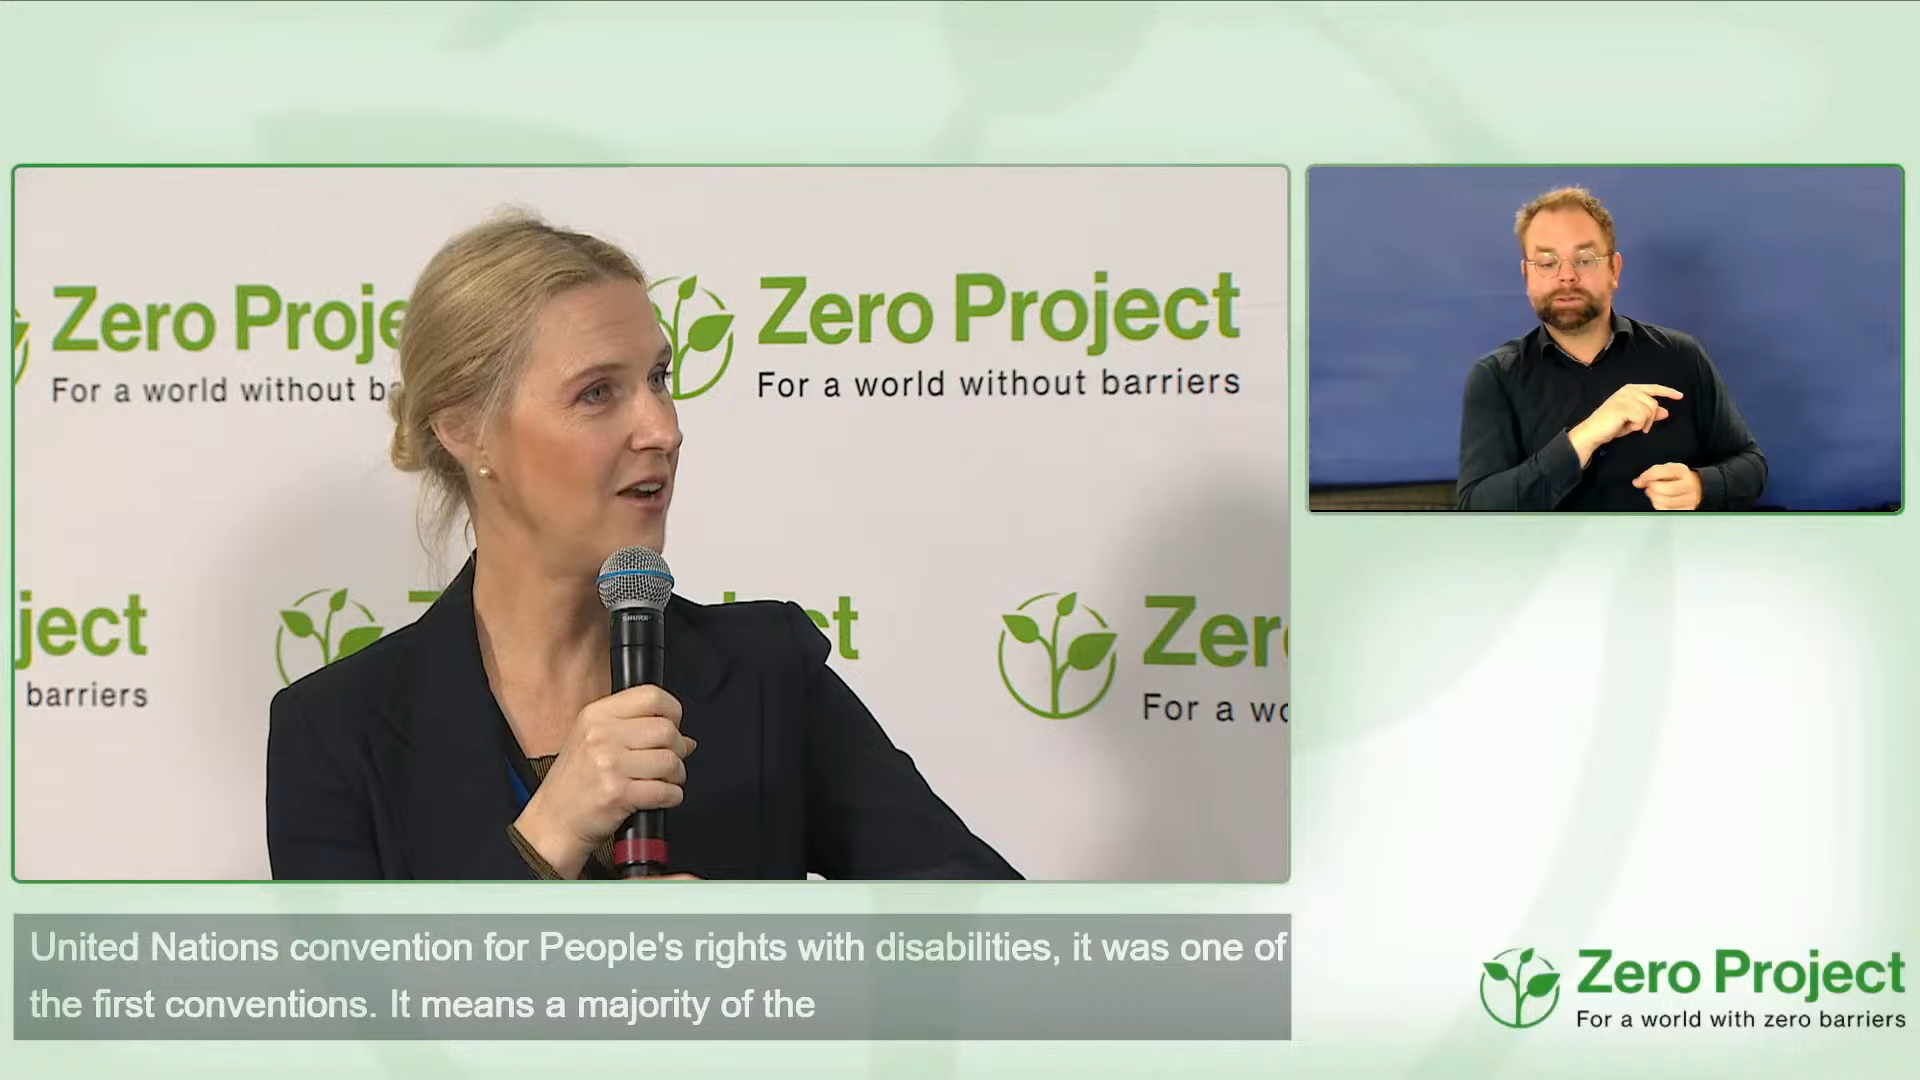 Zero Proje
For a world without ba
Zero Project
For a world without barriers
ject
barriers
Z
ct
Zer
For a wo
SHURE
United Nations convention for People's rights with disabilities, it was one of
the first conventions. It means a majority of the
Zero Project
For a world with zero barriers